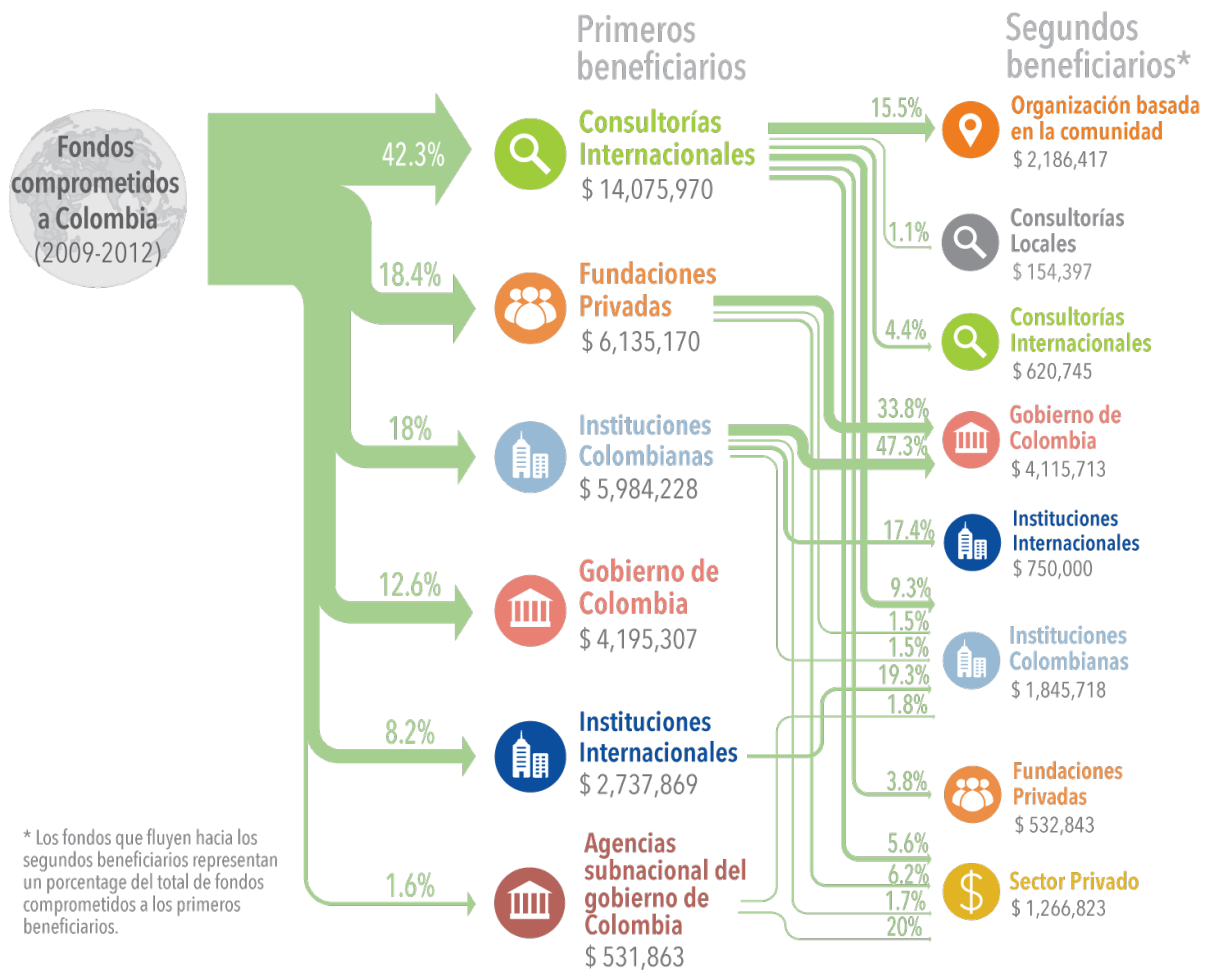 Fondos
comprometidos
a Colombia
(2009-2012)
Primeros
beneficiarios
42.3%
Consultorías
Internacionales
$ 14,075,970
18.4%
Fundaciones
Privadas
$ 6,135,170
18%
Instituciones
Colombianas
$ 5,984,228
12.6%
Gobierno de
Colombia
$ 4,195,307
8.2%
Instituciones
Internacionales
$ 2,737,869
1.6%
Agencias
subnacional del
gobierno de
Colombia
$ 531,863
Segundos
beneficiarios*
15.5%
Organización basada
en la comunidad
$ 2,186,417
1.1%
Consultorías
Locales
$ 154,397
4.4%
Consultorías
Internacionales
$ 620,745
33.8%
47.3%
Gobierno de
Colombia
$ 4,115,713
17.4%
Instituciones
Internacionales
$ 750,000
9.3%
1.5%
1.5%
19.3%
1.8%
Instituciones
Colombianas
$ 1,845,718
3.8%
Fundaciones
Privadas
$ 532,843
5.6%
6.2%
1.7%
20%
Sector Privado
$ 1,266,823
* Los fondos que fluyen hacia los
segundos beneficiarios representan
un porcentage del total de fondos
comprometidos a los primeros
beneficiarios.